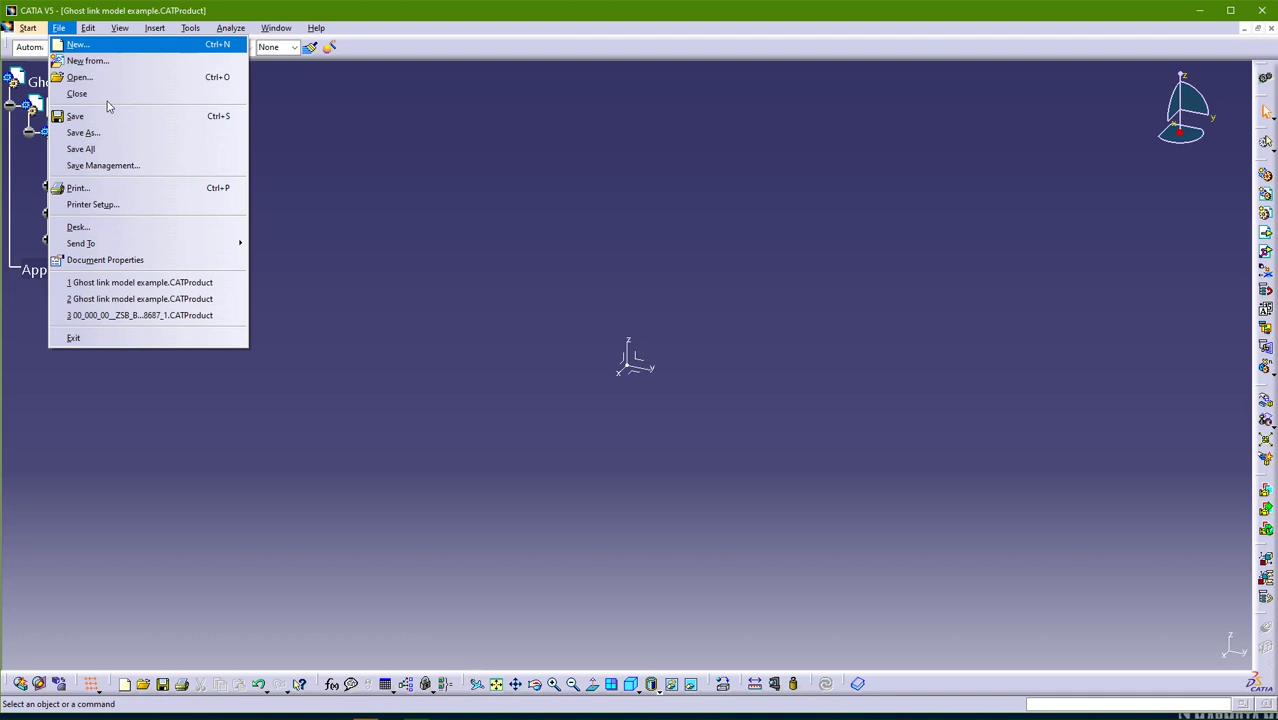 CATIA V5 - [Ghost link model example.CATProduct]
Start File Edit View Insert Tools Analyze Window Help
None
New... Ctrl+N
New from...
Open... Ctrl+O
Close
Save Ctrl+S
Save As...
Save All
Save Management...
Print... Ctrl+P
Printer Setup...
Desk...
Send To
Document Properties
1 Ghost link model example.CATProduct
2 Ghost link model example.CATProduct
3 00_000_00__ZSB_B...8687_1.CATProduct
Exit
z
y
x
z
y
x
z
y
x
f(x)
CATIA
Select an object or a command